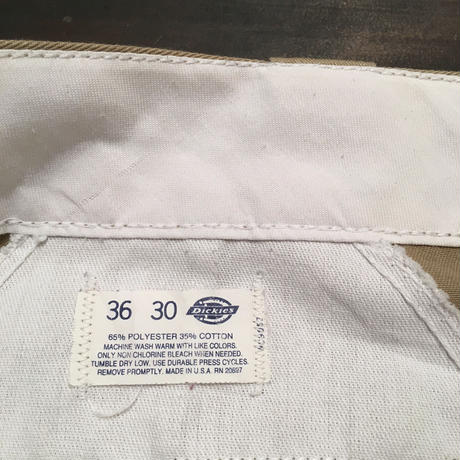 36 30 Dickies
65% POLYESTER 35% COTTON
MACHINE WASH WARM WITH LIKE COLORS.
ONLY NON CHLORINE BLEACH WHEN NEEDED.
TUMBLE DRY LOW. USE DURABLE PRESS CYCLES.
REMOVE PROMPTLY. MADE IN U.S.A. RN 20697